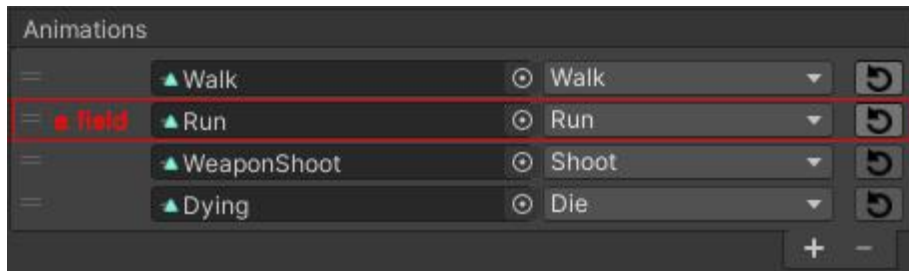 Animations
Walk Walk
a field Run Run
WeaponShoot Shoot
Dying Die
+ -